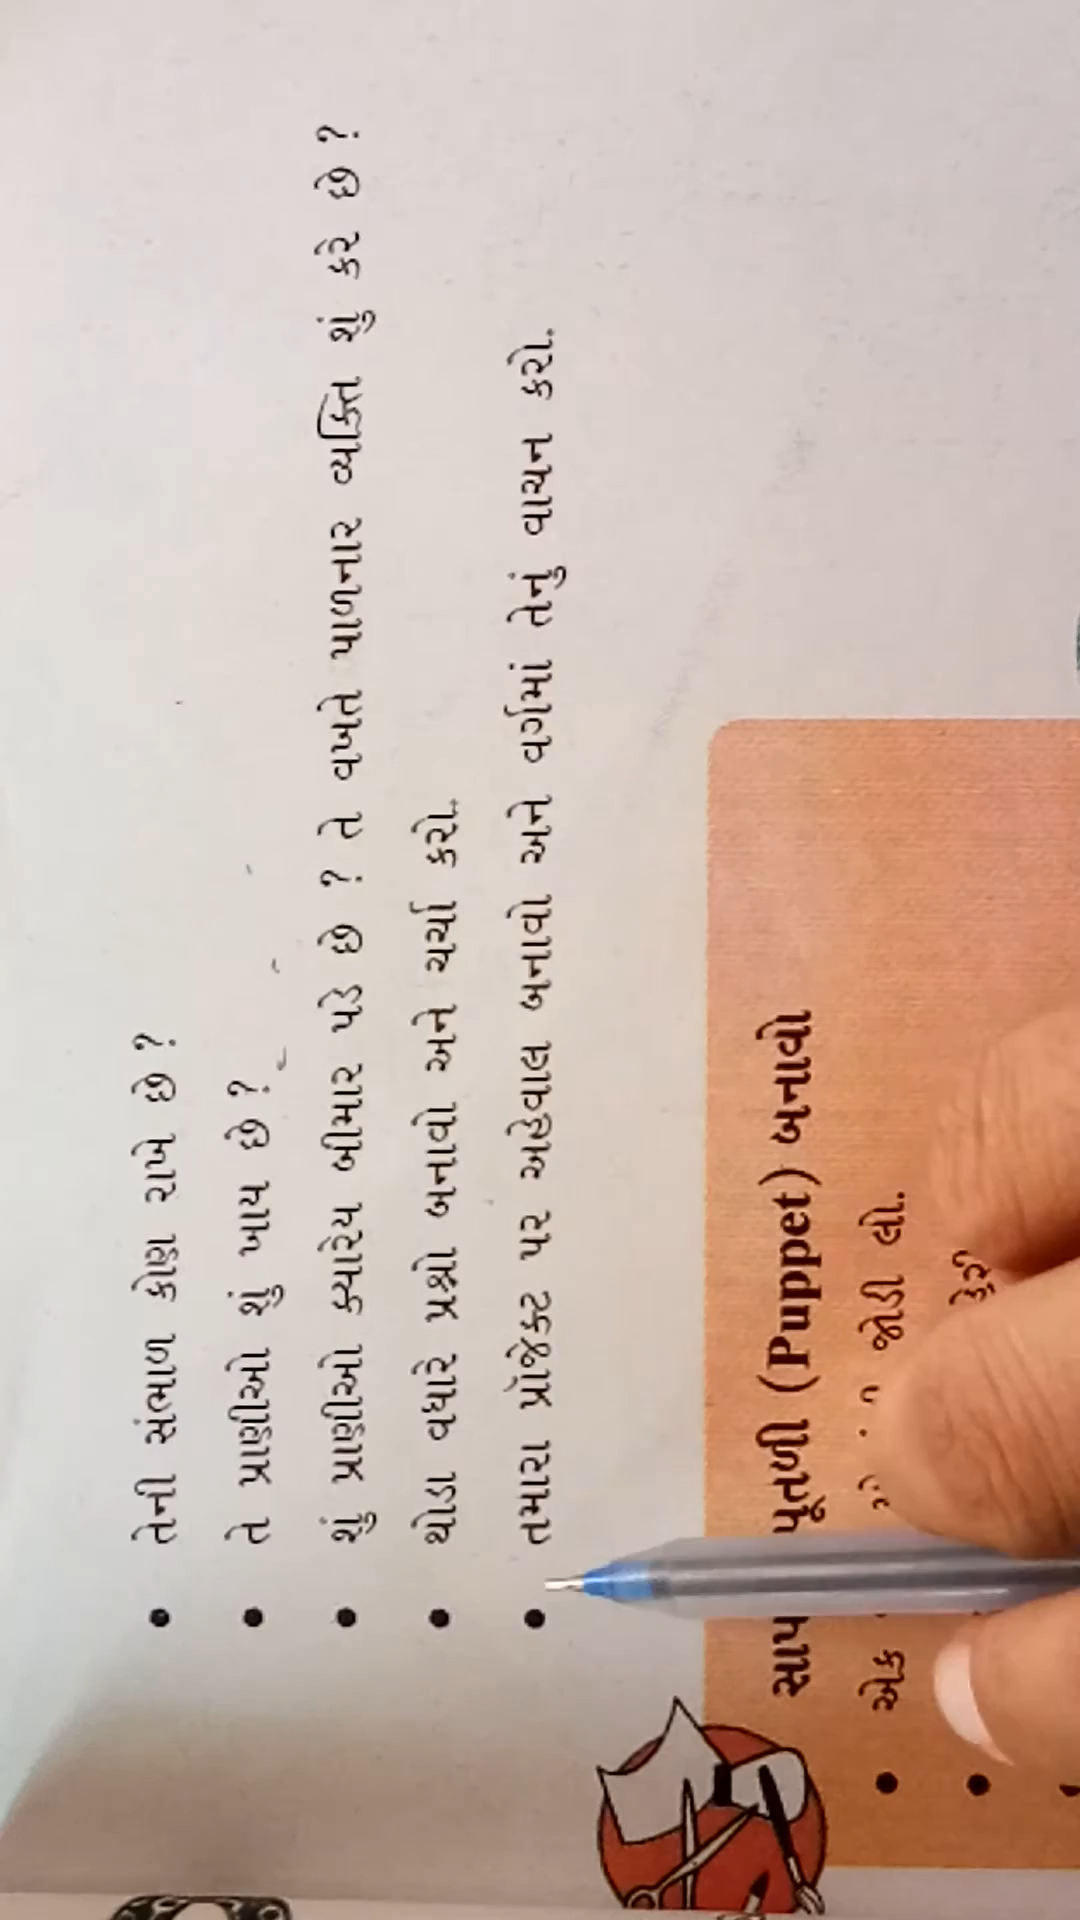 • તેની સંભાળ કોણ રાખે છે ?
• તે પ્રાણીઓ શું ખાય છે ?
• શું પ્રાણીઓ ક્યારેય બીમાર પડે છે ? તે વખતે પાળનાર વ્યક્તિ શું કરે છે ?
• થોડા વધારે પ્રશ્નો બનાવો અને ચર્ચા કરો.
• તમારા પ્રોજેક્ટ પર અહેવાલ બનાવો અને વર્ગમાં તેનું વાચન કરો.
સાપ પૂતળી (Puppet) બનાવો
• એક જોડી લો.